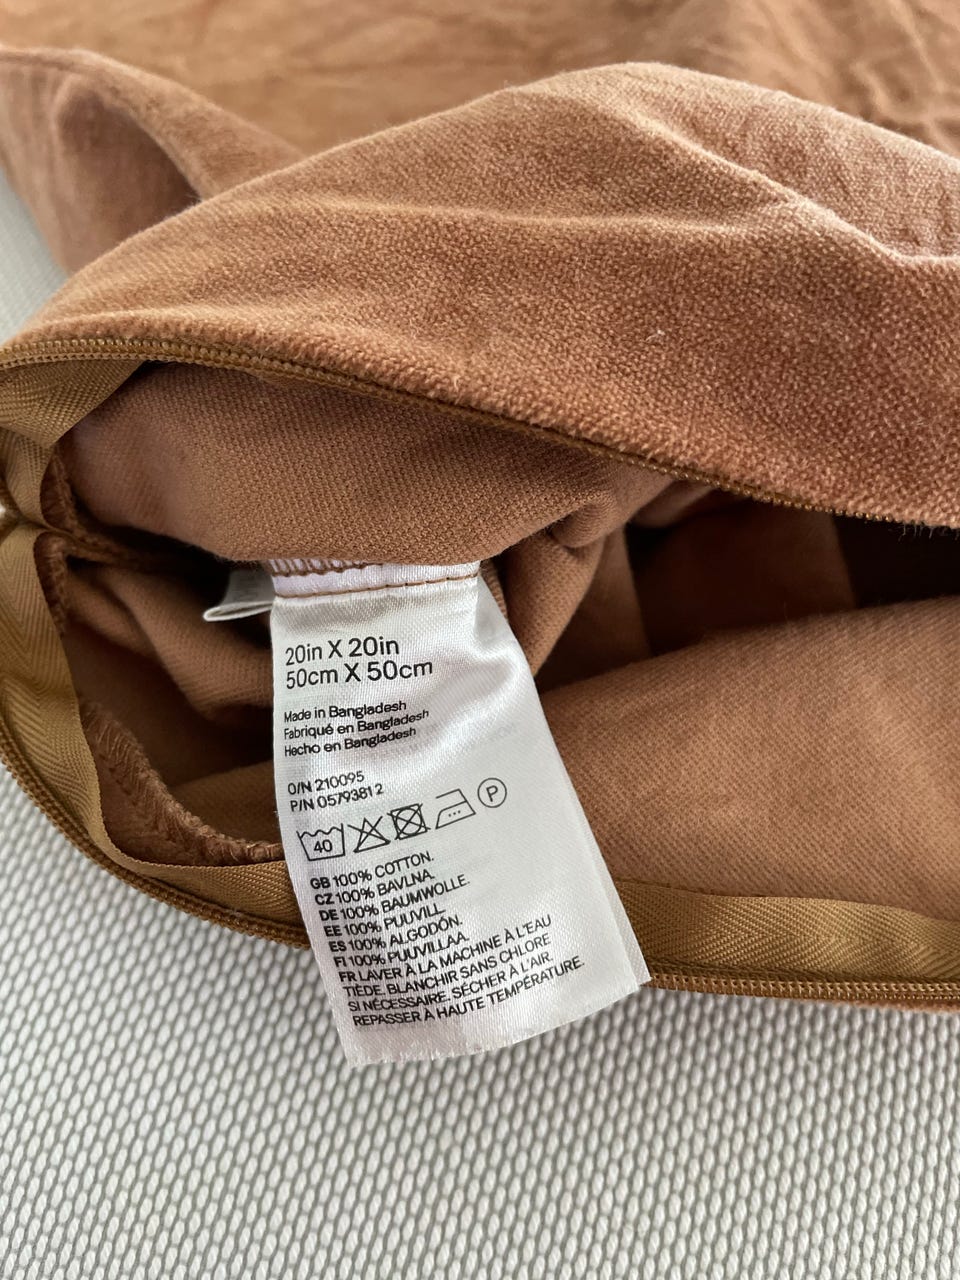 20in X 20in
50cm X 50cm
Made in Bangladesh
Fabriqué en Bangladesh
Hecho en Bangladesh
O/N 210095
P/N 0579381 2
40 P
GB 100% COTTON.
CZ 100% BAVLNA.
DE 100% BAUMWOLLE.
EE 100% PUUVILL.
ES 100% ALGODÓN.
FI 100% PUUVILLAA.
FR LAVER À LA MACHINE À L'EAU
TIÈDE. BLANCHIR SANS CHLORE
SI NÉCESSAIRE. SÉCHER À L'AIR.
REPASSER À HAUTE TEMPÉRATURE.